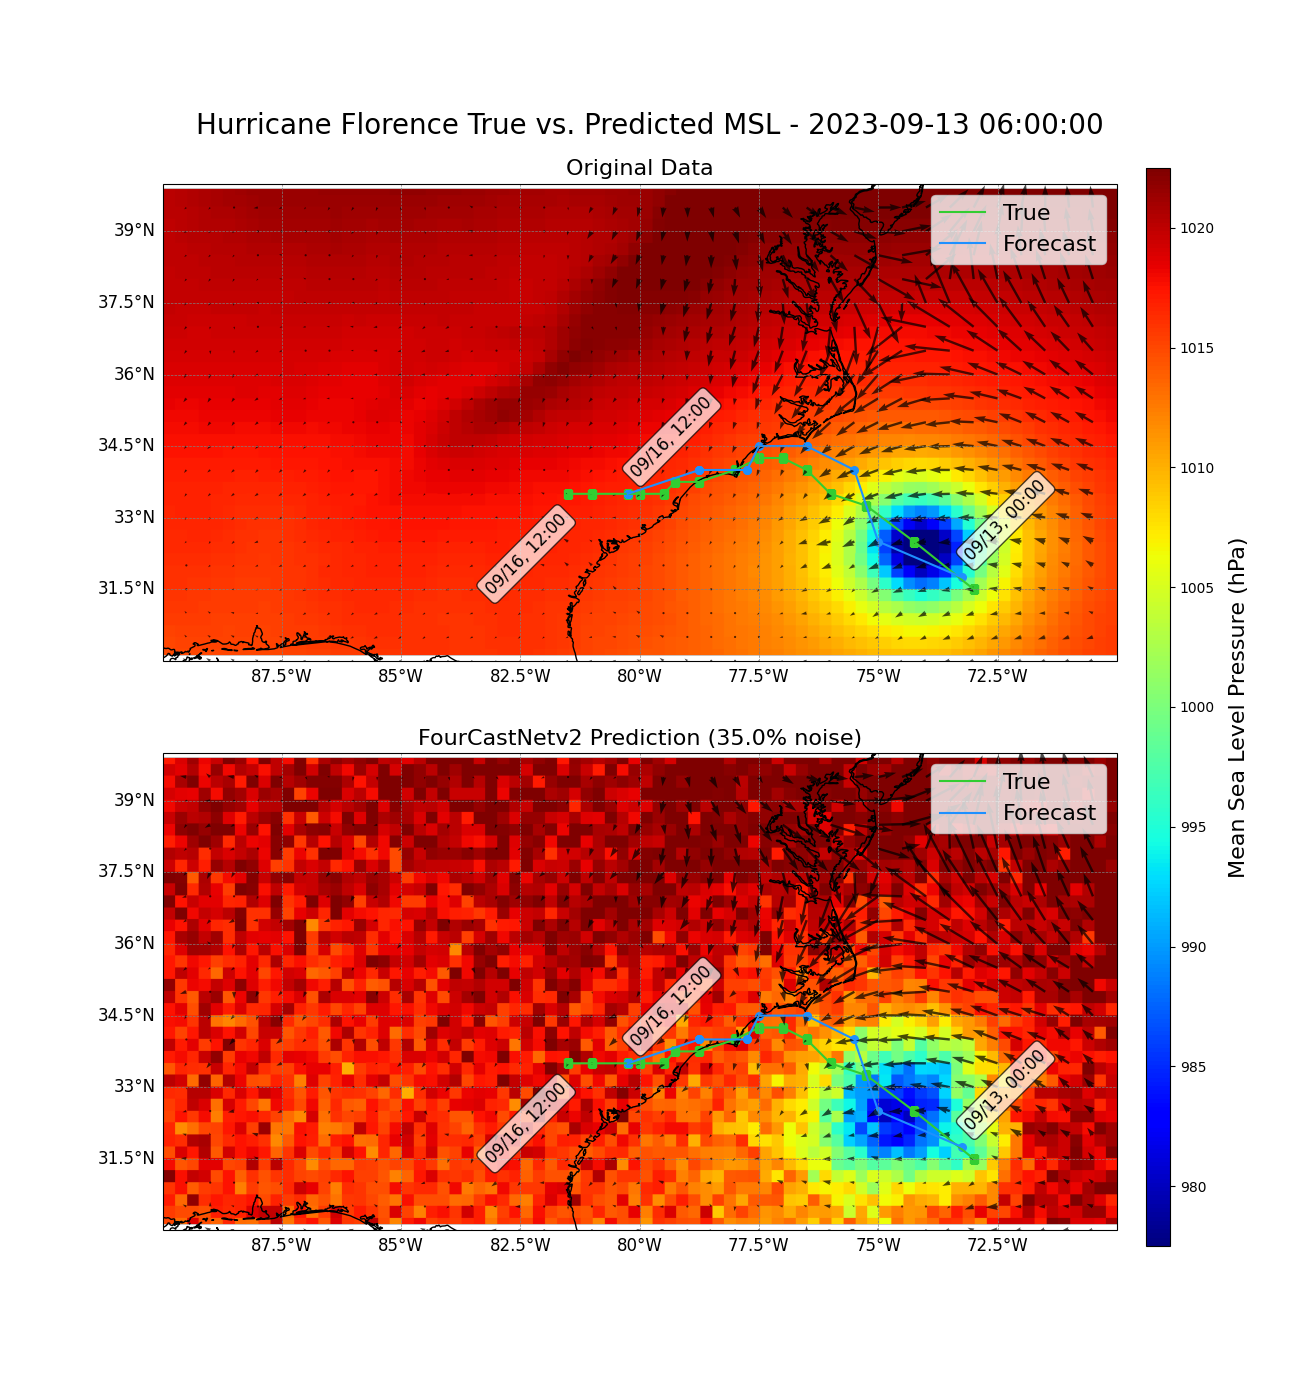 Hurricane Florence True vs. Predicted MSL - 2023-09-13 06:00:00
Original Data
True
Forecast
39°N
37.5°N
36°N
34.5°N
33°N
31.5°N
09/16, 12:00
09/16, 12:00
09/13, 00:00
87.5°W
85°W
82.5°W
80°W
77.5°W
75°W
72.5°W
FourCastNetv2 Prediction (35.0% noise)
True
Forecast
39°N
37.5°N
36°N
34.5°N
33°N
31.5°N
09/16, 12:00
09/16, 12:00
09/13, 00:00
87.5°W
85°W
82.5°W
80°W
77.5°W
75°W
72.5°W
1020
1015
1010
1005
1000
995
990
985
980
Mean Sea Level Pressure (hPa)